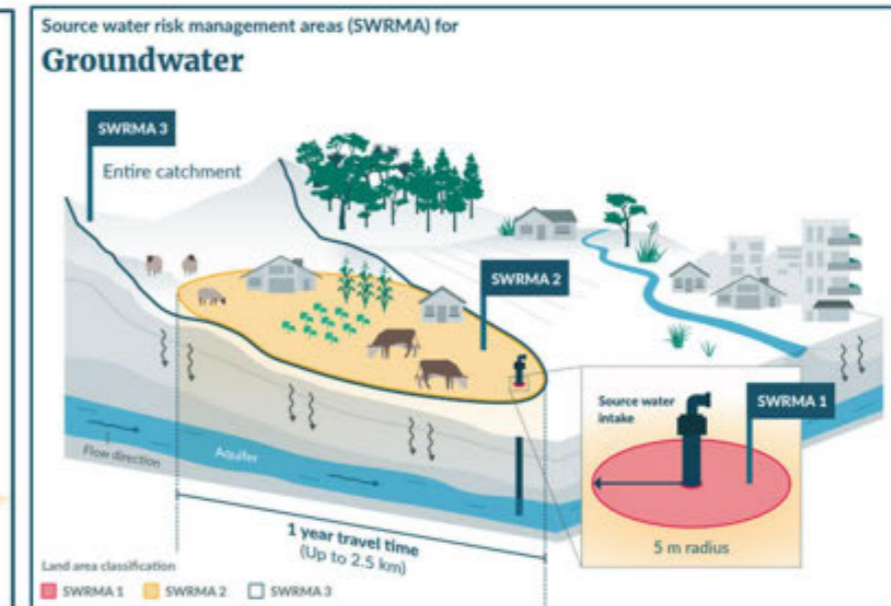 Source water risk management areas (SWRMA) for
Groundwater
SWRMA 3
Entire catchment
SWRMA 2
Source water
intake
SWRMA 1
5 m radius
Flow direction
Aquifer
1 year travel time
(Up to 2.5 km)
Land area classification
SWRMA 1 SWRMA 2 SWRMA 3